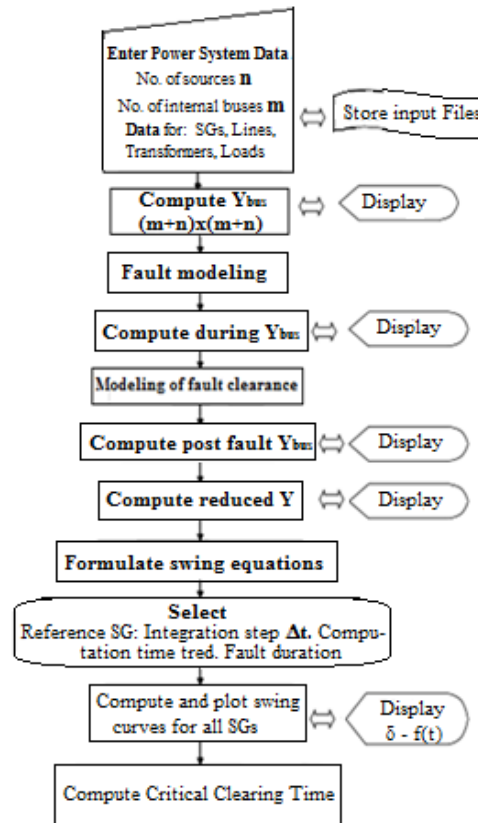 Enter Power System Data
No. of sources n
No. of internal buses m
Data for: SGs, Lines,
Transformers, Loads
Store input Files
Compute Ybus
(m+n)x(m+n)
Display
Fault modeling
Compute during Ybus
Display
Modeling of fault clearance
Compute post fault Ybus
Display
Compute reduced Y
Display
Formulate swing equations
Select
Reference SG: Integration step Δt. Compu-
tation time tred. Fault duration
Compute and plot swing
curves for all SGs
Display
δ - f(t)
Compute Critical Clearing Time